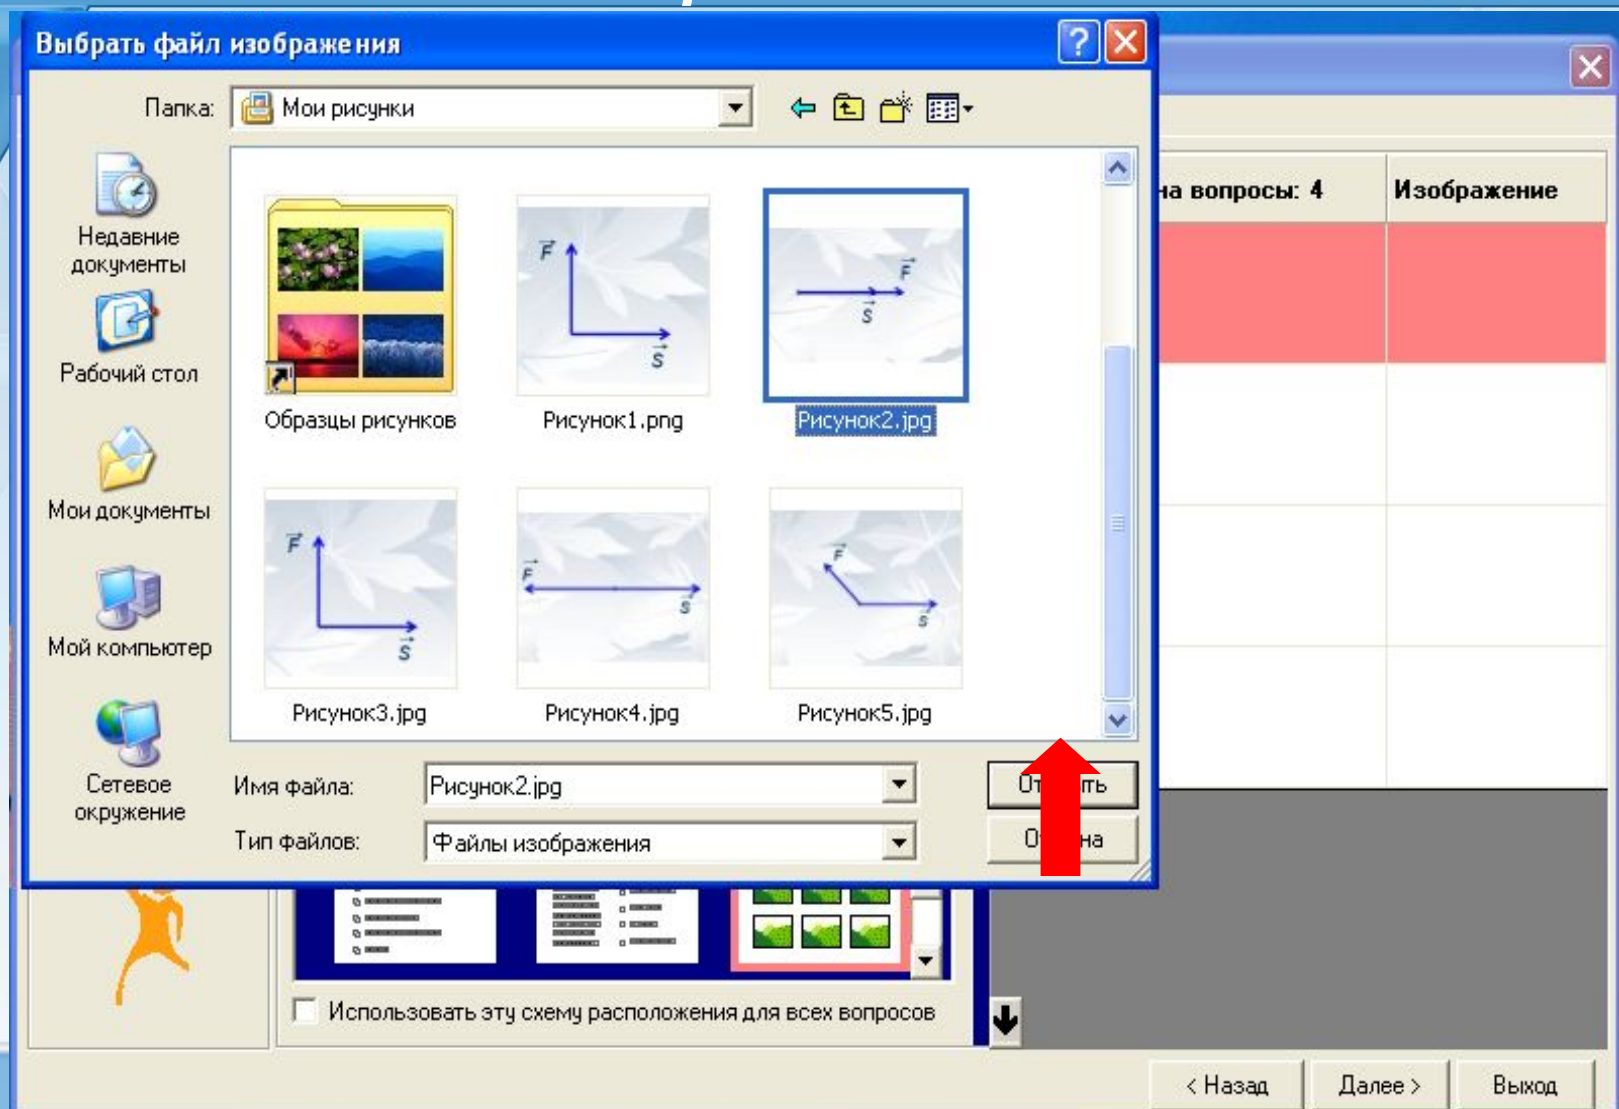 Выбрать файл изображения
Папка:
Мои рисунки
на вопросы: 4
Изображение
Недавние
документы
Рабочий стол
Мои документы
Мой компьютер
Сетевое
окружение
F
S
Образцы рисунков
Рисунок1.png
F
S
Рисунок2.jpg
F
S
Рисунок3.jpg
F
S
Рисунок4.jpg
F
S
Рисунок5.jpg
Имя файла:
Рисунок2.jpg
Тип файлов:
Файлы изображения
Использовать эту схему расположения для всех вопросов
< Назад
Далее >
Выход